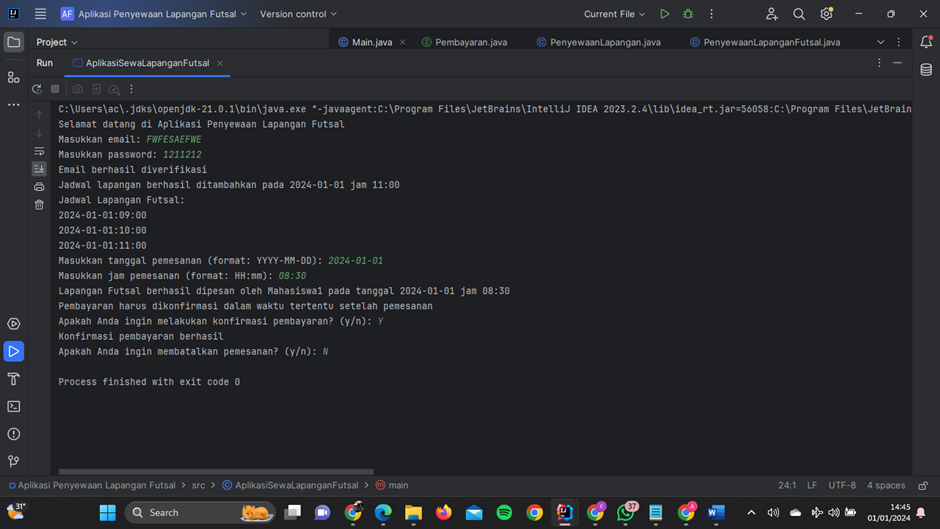 AF Aplikasi Penyewaan Lapangan Futsal Version control Current File
Project Main.java Pembayaran.java PenyewaanLapangan.java PenyewaanLapanganFutsal.java
Run AplikasiSewaLapanganFutsal
C:\Users\ac\.jdks\openjdk-21.0.1\bin\java.exe "-javaagent:C:\Program Files\JetBrains\IntelliJ IDEA 2023.2.4\lib\idea_rt.jar=56058:C:\Program Files\JetBrain
Selamat datang di Aplikasi Penyewaan Lapangan Futsal
Masukkan email: FWFESAEFWE
Masukkan password: 1211212
Email berhasil diverifikasi
Jadwal lapangan berhasil ditambahkan pada 2024-01-01 jam 11:00
Jadwal Lapangan Futsal:
2024-01-01:09:00
2024-01-01:10:00
2024-01-01:11:00
Masukkan tanggal pemesanan (format: YYYY-MM-DD): 2024-01-01
Masukkan jam pemesanan (format: HH:mm): 08:30
Lapangan Futsal berhasil dipesan oleh Mahasiswa1 pada tanggal 2024-01-01 jam 08:30
Pembayaran harus dikonfirmasi dalam waktu tertentu setelah pemesanan
Apakah Anda ingin melakukan konfirmasi pembayaran? (y/n): Y
Konfirmasi pembayaran berhasil
Apakah Anda ingin membatalkan pemesanan? (y/n): N
Process finished with exit code 0
Aplikasi Penyewaan Lapangan Futsal > src > AplikasiSewaLapanganFutsal > main 24:1 LF UTF-8 4 spaces
31° Search 37 14:45
01/01/2024